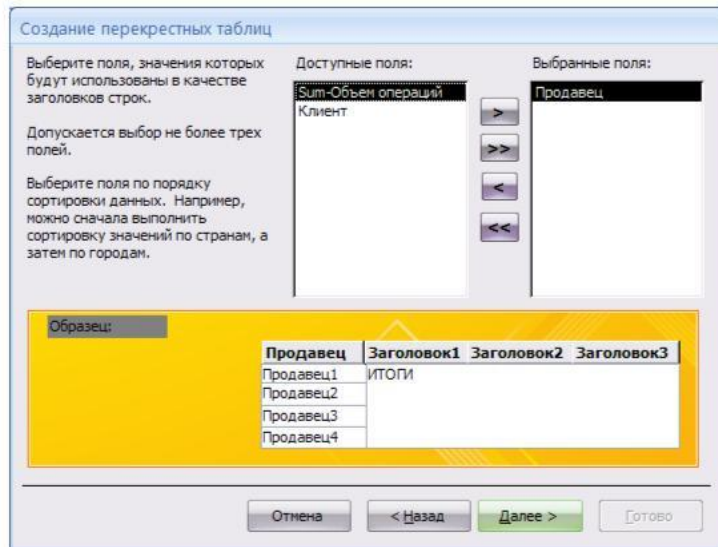 Создание перекрестных таблиц
Выберите поля, значения которых
будут использованы в качестве
заголовков строк.
Допускается выбор не более трех
полей.
Выберите поля по порядку
сортировки данных. Например,
можно сначала выполнить
сортировку значений по странам, а
затем по городам.
Доступные поля:
Sum-Объем операций
Клиент
>
>>
<
<<
Выбранные поля:
Продавец
Образец:
Продавец Заголовок1 Заголовок2 Заголовок3
Продавец1 ИТОГИ
Продавец2
Продавец3
Продавец4
Отмена
< Назад
Далее >
Готово